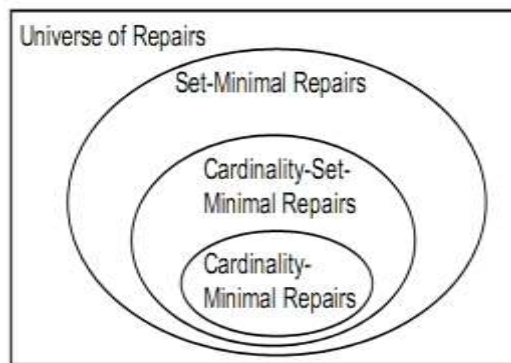 Universe of Repairs
Set-Minimal Repairs
Cardinality-Set-
Minimal Repairs
Cardinality-
Minimal Repairs